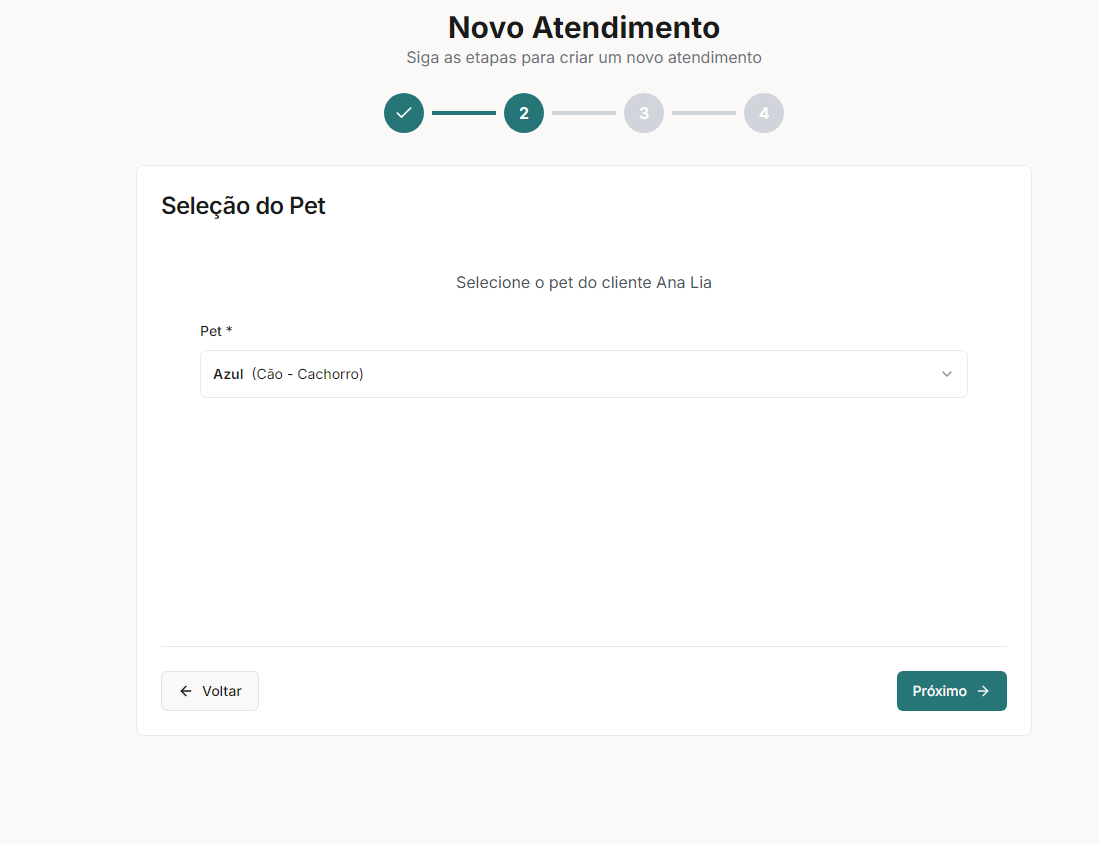 Novo Atendimento
Siga as etapas para criar um novo atendimento
2 3 4
Seleção do Pet
Selecione o pet do cliente Ana Lia
Pet *
Azul (Cão - Cachorro)
Voltar
Próximo